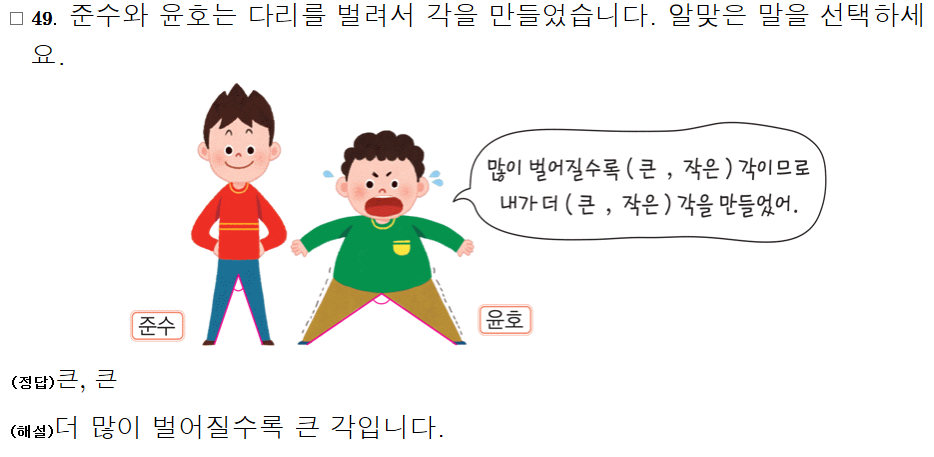 □ 49. 준수와 윤호는 다리를 벌려서 각을 만들었습니다. 알맞은 말을 선택하세
요.
많이 벌어질수록 ( 큰 , 작은 ) 각이므로
내가 더 ( 큰 , 작은 ) 각을 만들었어.
준수
윤호
(정답)큰, 큰
(해설)더 많이 벌어질수록 큰 각입니다.